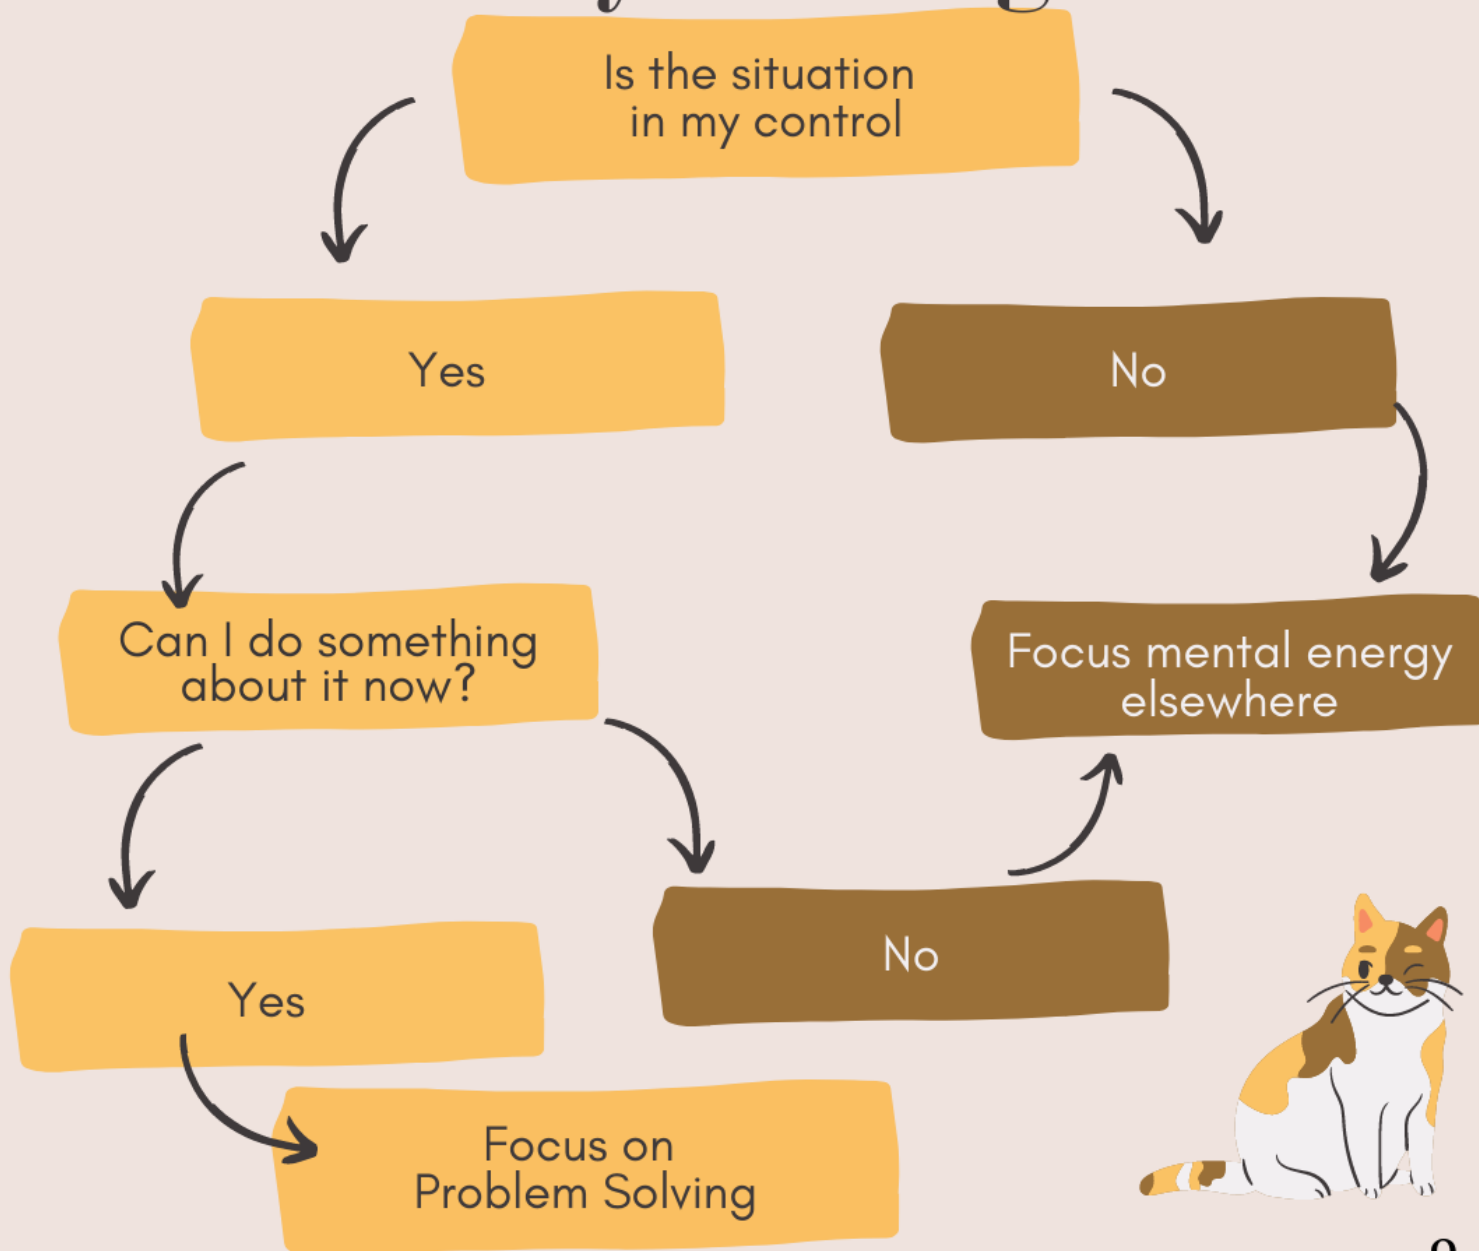 Is the situation
in my control
Yes
No
Can I do something
about it now?
Focus mental energy
elsewhere
Yes
No
Focus on
Problem Solving